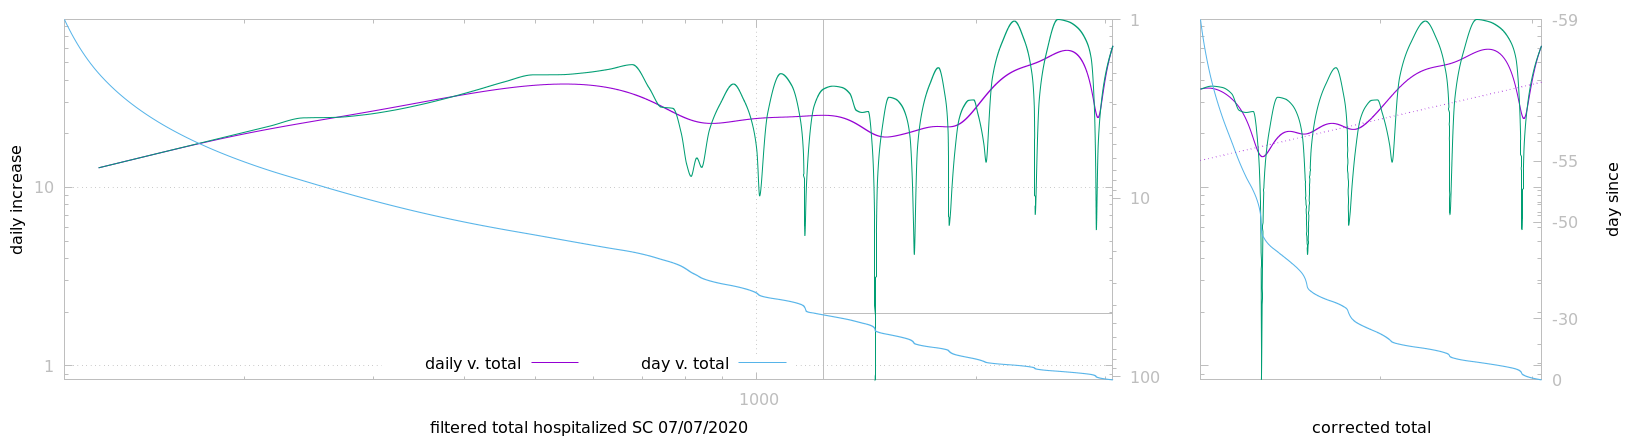 daily increase
10
1
daily v. total
day v. total
1000
filtered total hospitalized SC 07/07/2020
1
10
100
-59
-55
-50
-30
0
day since
corrected total